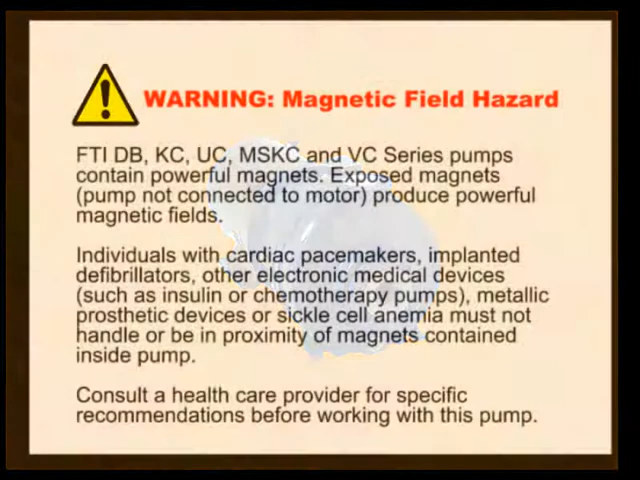 WARNING: Magnetic Field Hazard
FTI DB, KC, UC, MSKC and VC Series pumps
contain powerful magnets. Exposed magnets
(pump not connected to motor) produce powerful
magnetic fields.
Individuals with cardiac pacemakers, implanted
defibrillators, other electronic medical devices
(such as insulin or chemotherapy pumps), metallic
prosthetic devices or sickle cell anemia must not
handle or be in proximity of magnets contained
inside pump.
Consult a health care provider for specific
recommendations before working with this pump.